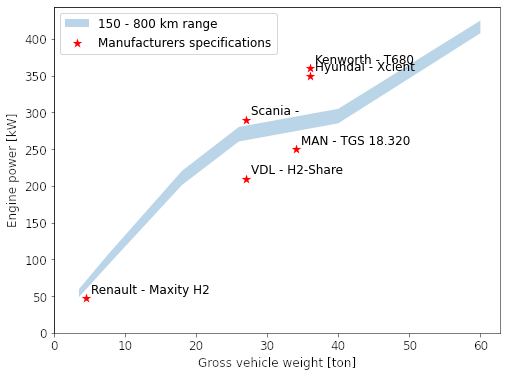 150 - 800 km range
Manufacturers specifications
Kenworth - T680
Hyundai - Xcient
Scania -
MAN - TGS 18.320
VDL - H2-Share
Renault - Maxity H2
Engine power [kW]
400
350
300
250
200
150
100
50
0
0 10 20 30 40 50 60
Gross vehicle weight [ton]